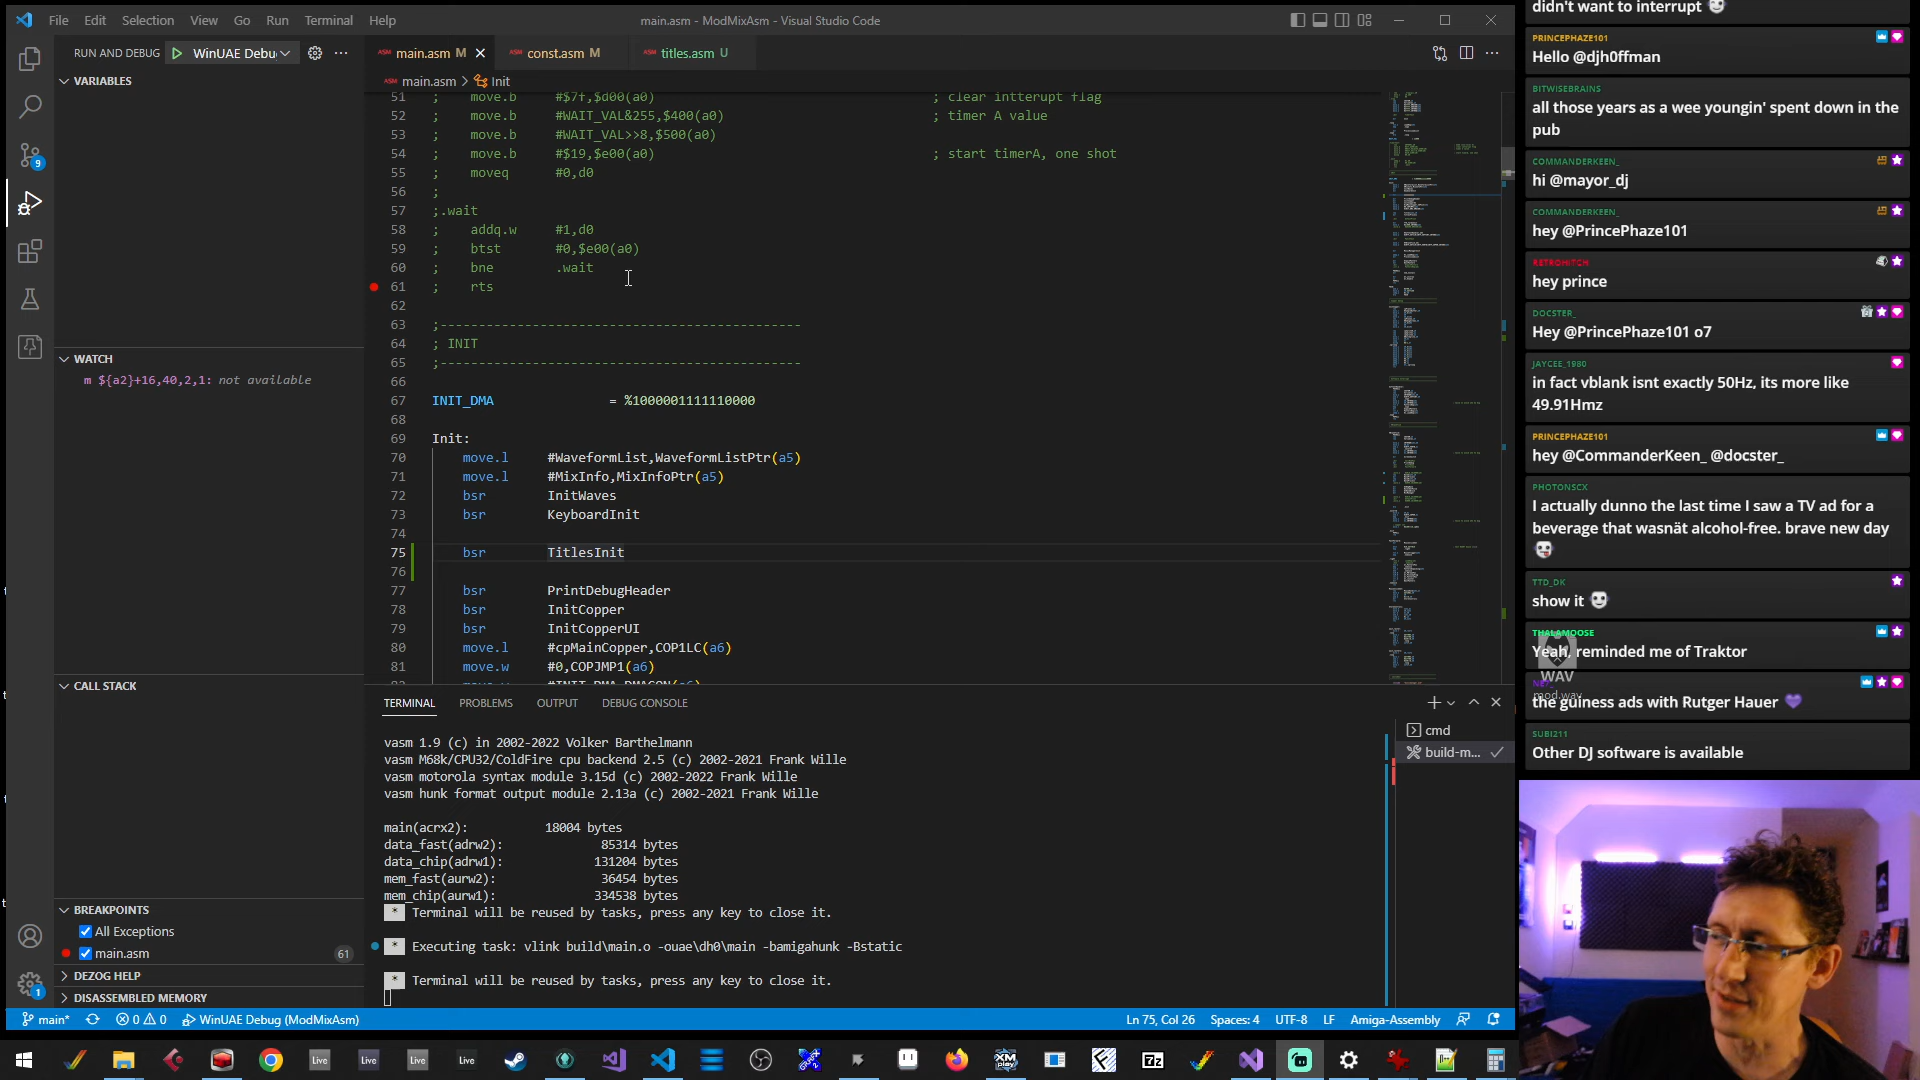 File Edit Selection View Go Run Terminal Help
main.asm - ModMixAsm - Visual Studio Code
RUN AND DEBUG WinUAE Debu
main.asm M
const.asm M
titles.asm U
main.asm > Init
VARIABLES
WATCH
m ${a2}+16,40,2,1: not available
CALL STACK
BREAKPOINTS
All Exceptions
main.asm 61
DEZOG HELP
DISASSEMBLED MEMORY
51 ; move.b #$7f,$d00(a0) ; clear intterupt flag
52 ; move.b #WAIT_VAL&255,$400(a0) ; timer A value
53 ; move.b #WAIT_VAL>>8,$500(a0)
54 ; move.b #$19,$e00(a0) ; start timerA, one shot
55 ; moveq #0,d0
56 ;
57 ;.wait
58 ; addq.w #1,d0
59 ; btst #0,$e00(a0)
60 ; bne .wait
61 ; rts
62
63 ;-----------------------------------------------
64 ; INIT
65 ;-----------------------------------------------
66
67 INIT_DMA = %1000001111110000
68
69 Init:
70 move.l #WaveformList,WaveformListPtr(a5)
71 move.l #MixInfo,MixInfoPtr(a5)
72 bsr InitWaves
73 bsr KeyboardInit
74
75 bsr TitlesInit
76
77 bsr PrintDebugHeader
78 bsr InitCopper
79 bsr InitCopperUI
80 move.l #cpMainCopper,COP1LC(a6)
81 move.w #0,COPJMP1(a6)
TERMINAL PROBLEMS OUTPUT DEBUG CONSOLE
cmd
build-m...
vasm 1.9 (c) in 2002-2022 Volker Barthelmann
vasm M68k/CPU32/ColdFire cpu backend 2.5 (c) 2002-2021 Frank Wille
vasm motorola syntax module 3.15d (c) 2002-2022 Frank Wille
vasm hunk format output module 2.13a (c) 2002-2021 Frank Wille
main(acrx2): 18004 bytes
data_fast(adrw2): 85314 bytes
data_chip(adrw1): 131204 bytes
mem_fast(aurw2): 36454 bytes
mem_chip(aurw1): 334538 bytes
* Terminal will be reused by tasks, press any key to close it.
* Executing task: vlink build\main.o -ouae\dh0\main -bamigahunk -Bstatic
* Terminal will be reused by tasks, press any key to close it.
main* 0 0 WinUAE Debug (ModMixAsm)
Ln 75, Col 26 Spaces: 4 UTF-8 LF Amiga-Assembly
9
1
Live Live Live Live
7z
didn't want to interrupt
PRINCEPHAZE101
Hello @djh0ffman
BITWISEBRAINS
all those years as a wee youngin' spent down in the
pub
COMMANDERKEEN_
hi @mayor_dj
COMMANDERKEEN_
hey @PrincePhaze101
RETROHITCH
hey prince
DOCSTER_
Hey @PrincePhaze101 o7
JAYCEE_1980
in fact vblank isnt exactly 50Hz, its more like
49.91Hmz
PRINCEPHAZE101
hey @CommanderKeen_ @docster_
PHOTONSCX
I actually dunno the last time I saw a TV ad for a
beverage that wasnät alcohol-free. brave new day
TTD_DK
show it
THALAMOOSE
Yeah, reminded me of Traktor
WAV
mod.wav
the guiness ads with Rutger Hauer
SUBI211
Other DJ software is available